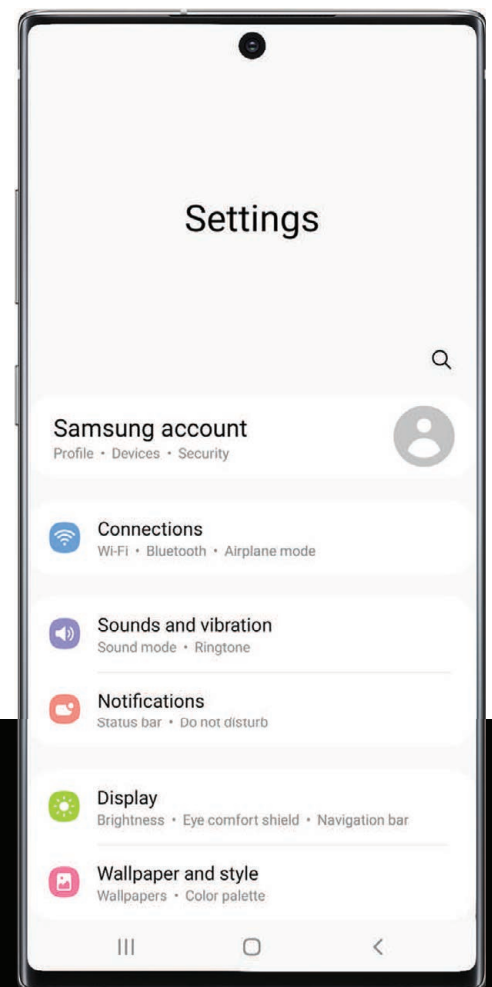 Settings
Samsung account
Profile • Devices • Security
Connections
Wi-Fi • Bluetooth • Airplane mode
Sounds and vibration
Sound mode • Ringtone
Notifications
Status bar • Do not disturb
Display
Brightness • Eye comfort shield • Navigation bar
Wallpaper and style
Wallpapers • Color palette